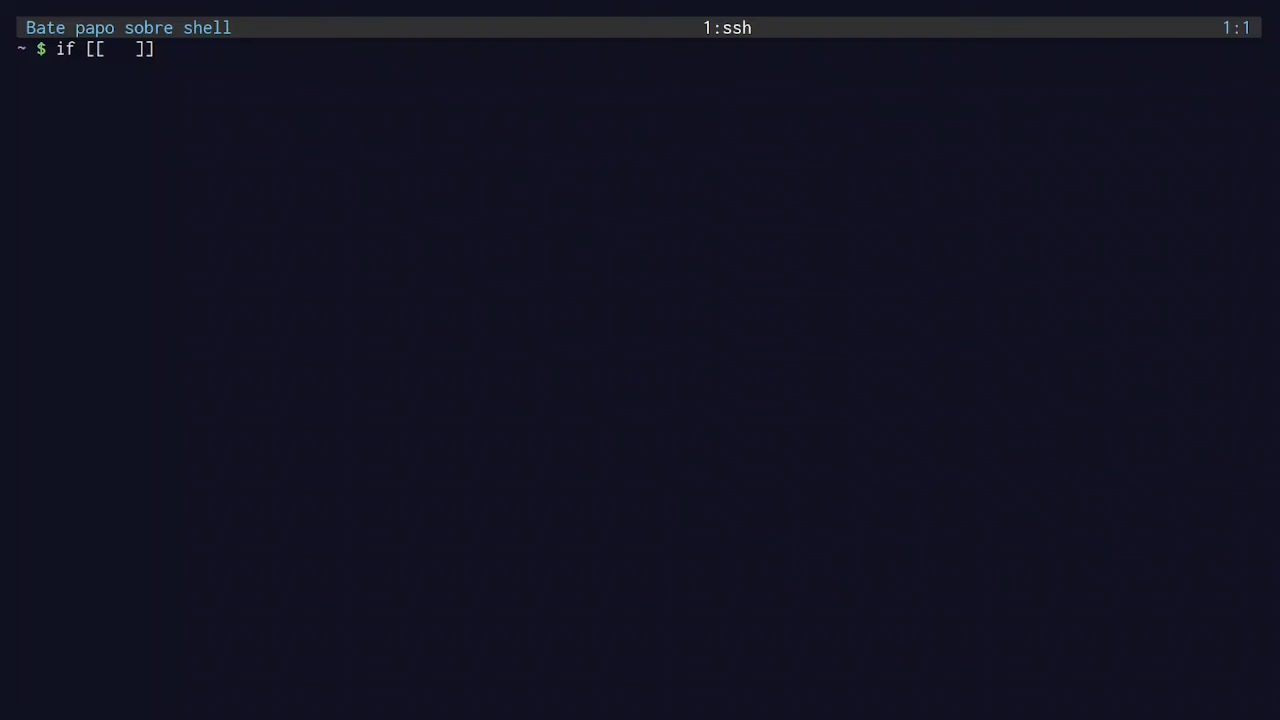 Bate papo sobre shell 1:ssh 1:1
~ $ if [[   ]]